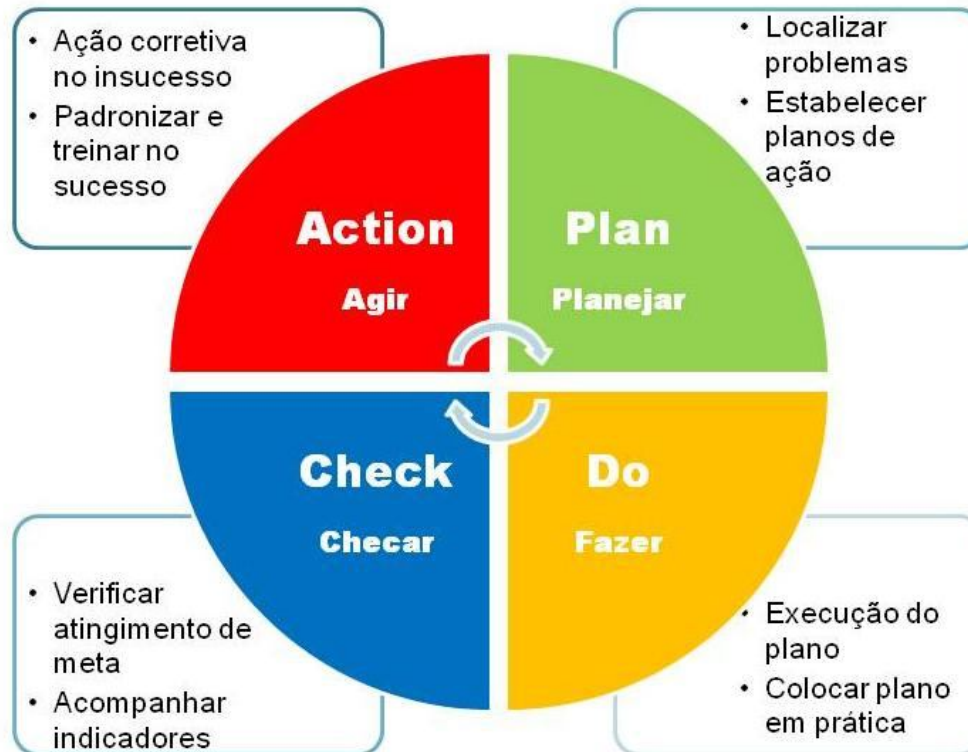 • Ação corretiva
no insucesso
• Padronizar e
treinar no
sucesso
• Localizar
problemas
• Estabelecer
planos de
ação
Action
Agir
Plan
Planejar
Check
Checar
Do
Fazer
• Verificar
atingimento de
meta
• Acompanhar
indicadores
• Execução do
plano
• Colocar plano
em prática